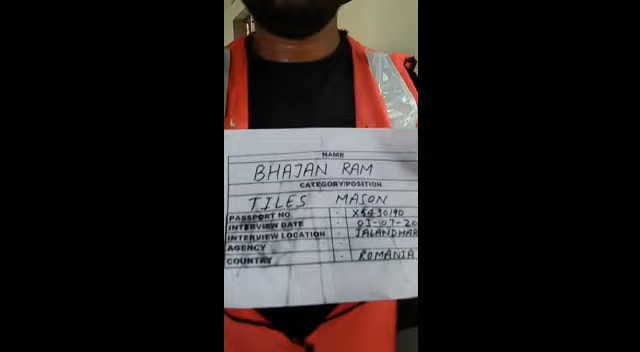 NAME
BHAJAN RAM
CATEGORY/POSITION
TILES MASON
PASSPORT NO. -
INTERVIEW DATE - 03-07-20
INTERVIEW LOCATION - JALANDHAR
AGENCY -
COUNTRY - ROMANIA